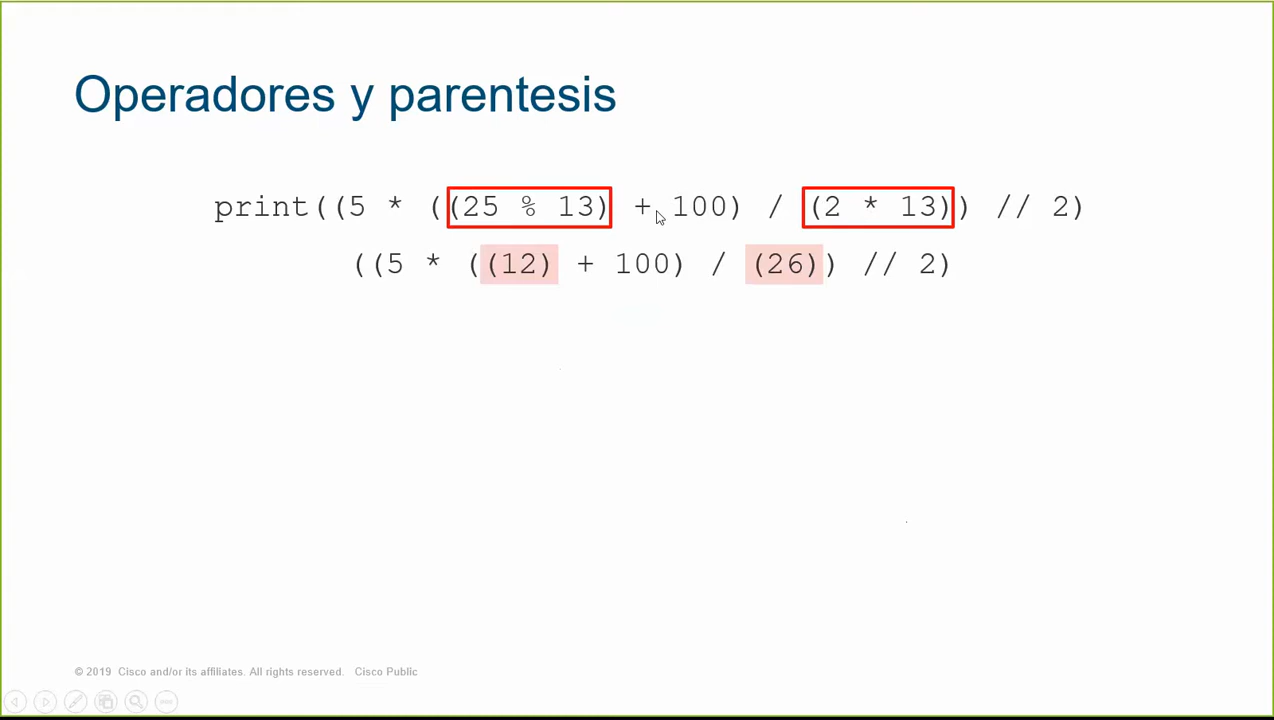 Operadores y parentesis
print((5 * ((25 % 13) + 100) / (2 * 13)) // 2)
((5 * ((12) + 100) / (26)) // 2)
© 2019 Cisco and/or its affiliates. All rights reserved. Cisco Public